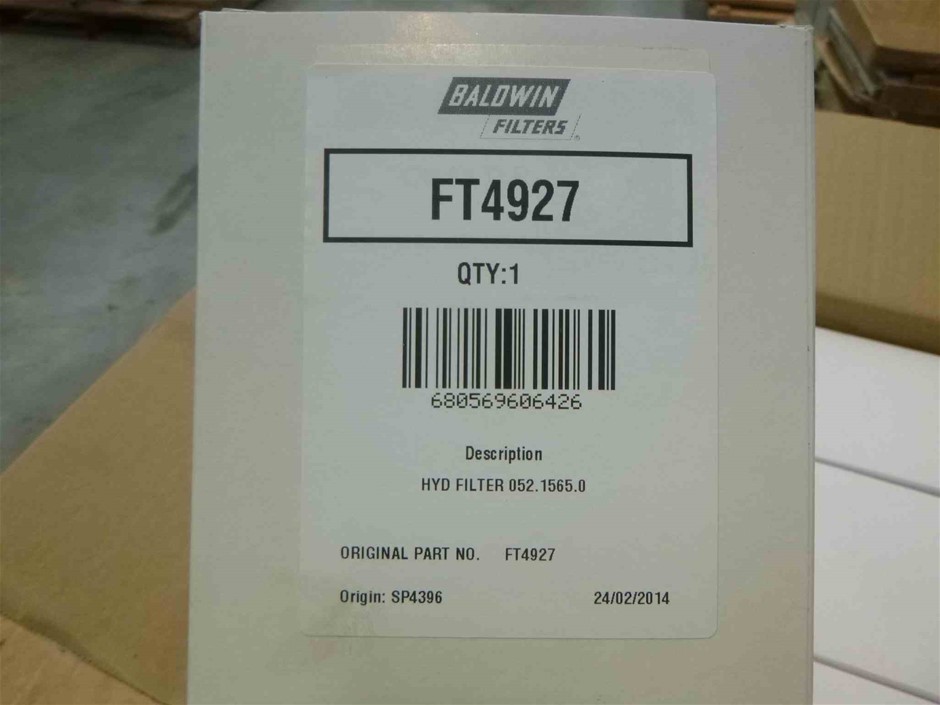 BALDWIN
FILTERS
FT4927
QTY:1
680569606426
Description
HYD FILTER 052.1565.0
ORIGINAL PART NO. FT4927
Origin: SP4396 24/02/2014